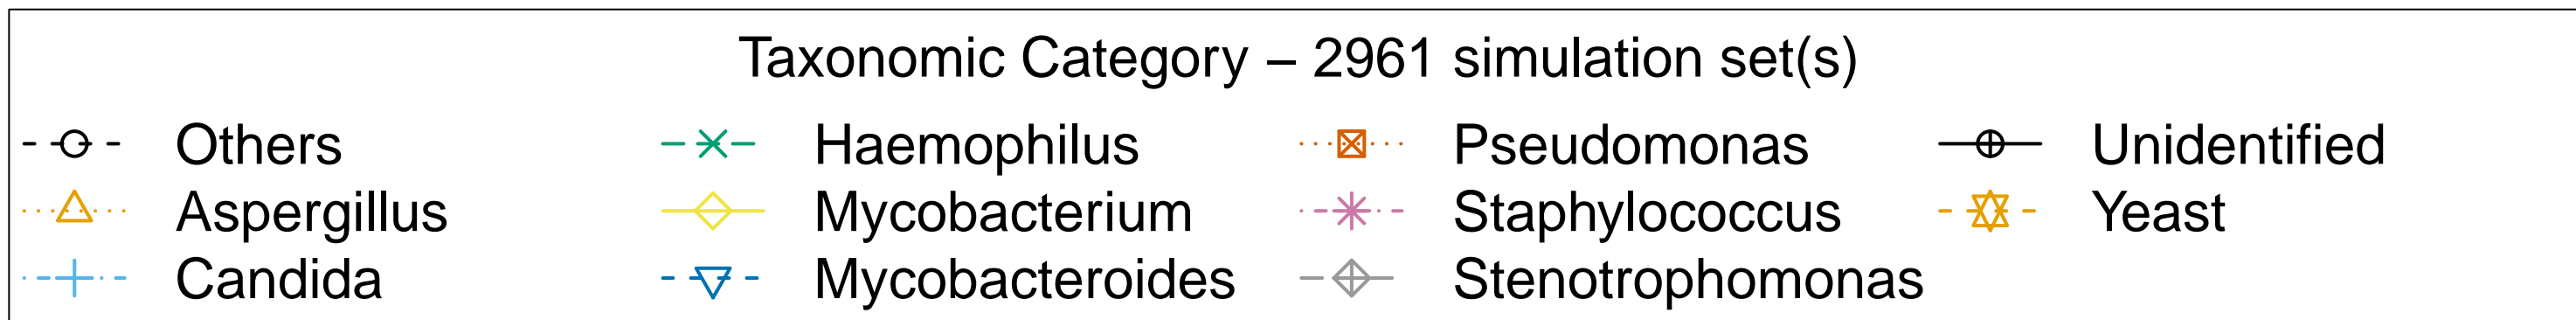 Taxonomic Category – 2961 simulation set(s)
Others
Aspergillus
Candida
Haemophilus
Mycobacterium
Mycobacteroides
Pseudomonas
Staphylococcus
Stenotrophomonas
Unidentified
Yeast